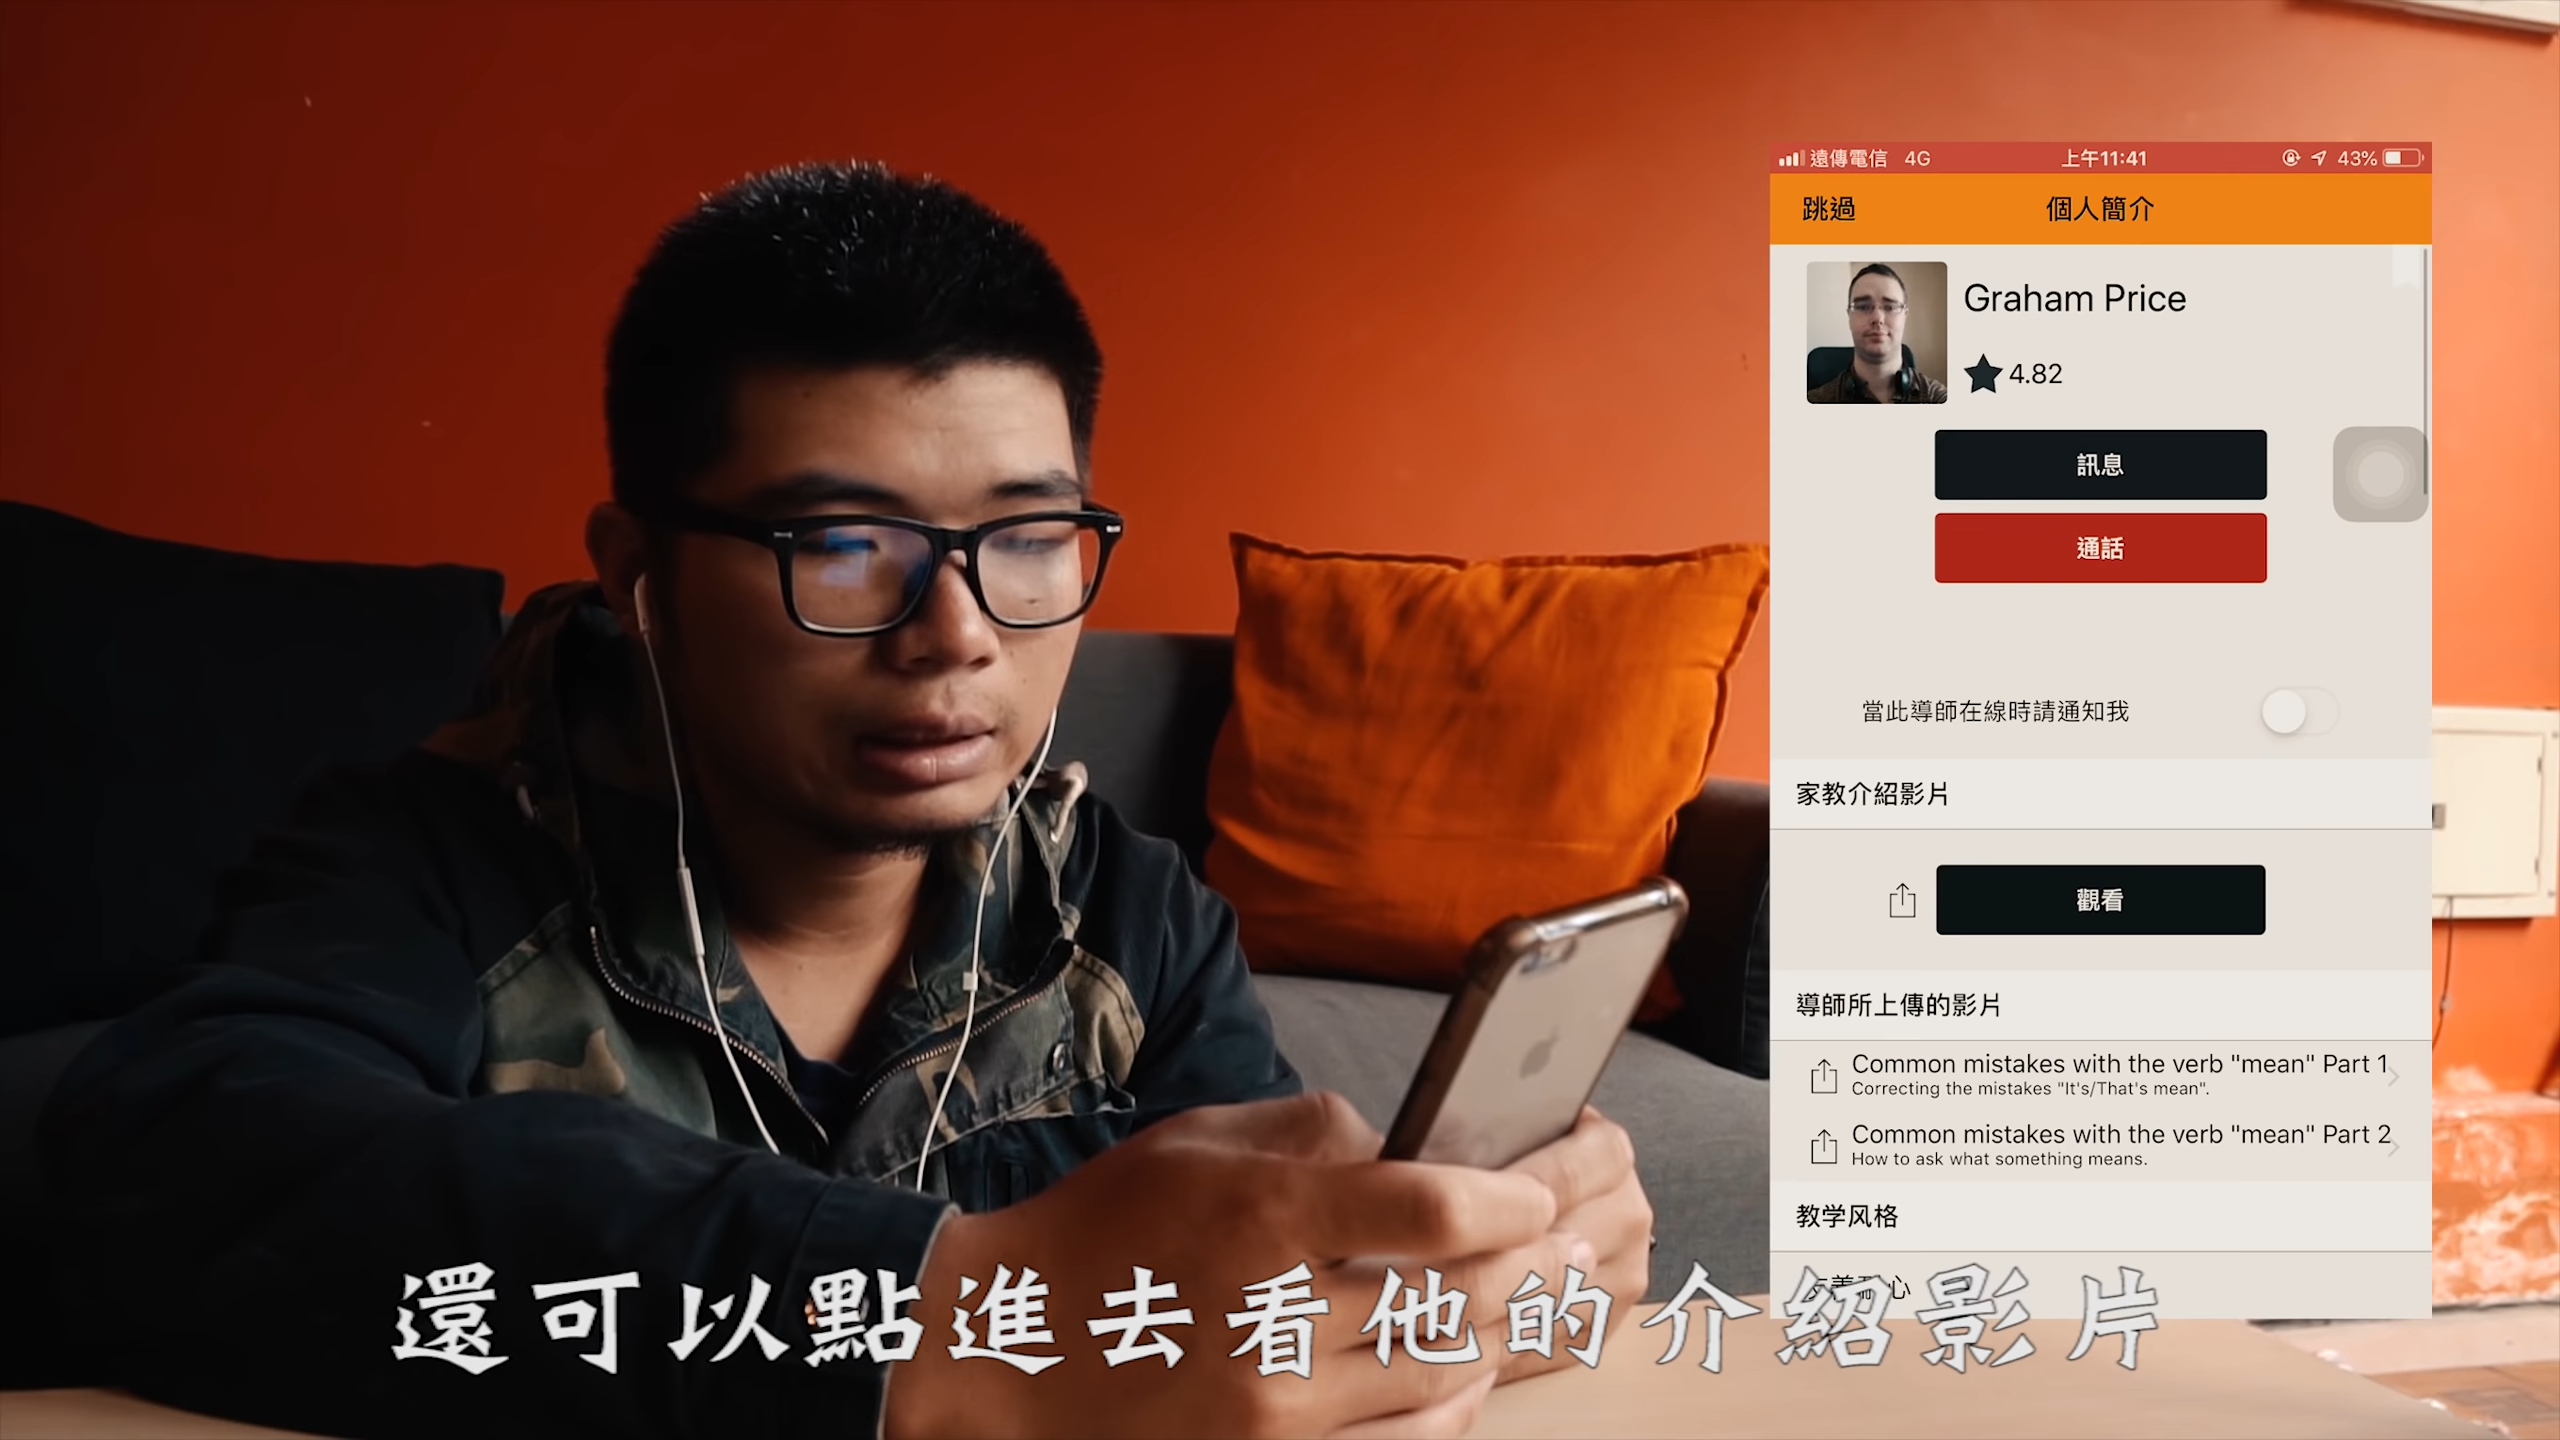 遠傳電信 4G 上午11:41 43%
跳過 個人簡介
Graham Price
4.82
訊息
通話
當此導師在線時請通知我
家教介紹影片
觀看
導師所上傳的影片
Common mistakes with the verb "mean" Part 1
Correcting the mistakes "It's/That's mean".
Common mistakes with the verb "mean" Part 2
How to ask what something means.
教学风格
還可以點進去看他的介紹影片